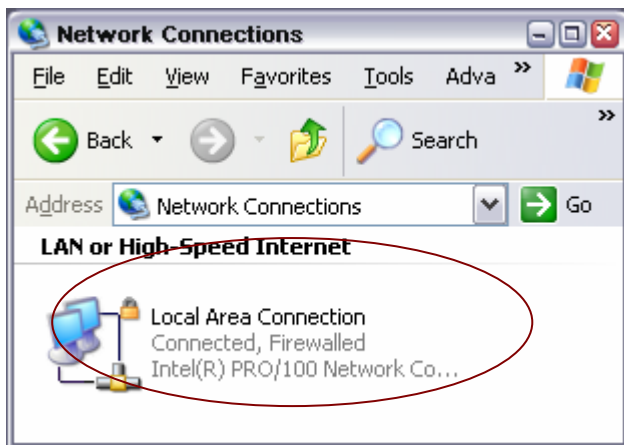 Network Connections
File Edit View Favorites Tools Adva »
Back Search »
Address Network Connections Go
LAN or High-Speed Internet
Local Area Connection
Connected, Firewalled
Intel(R) PRO/100 Network Co...